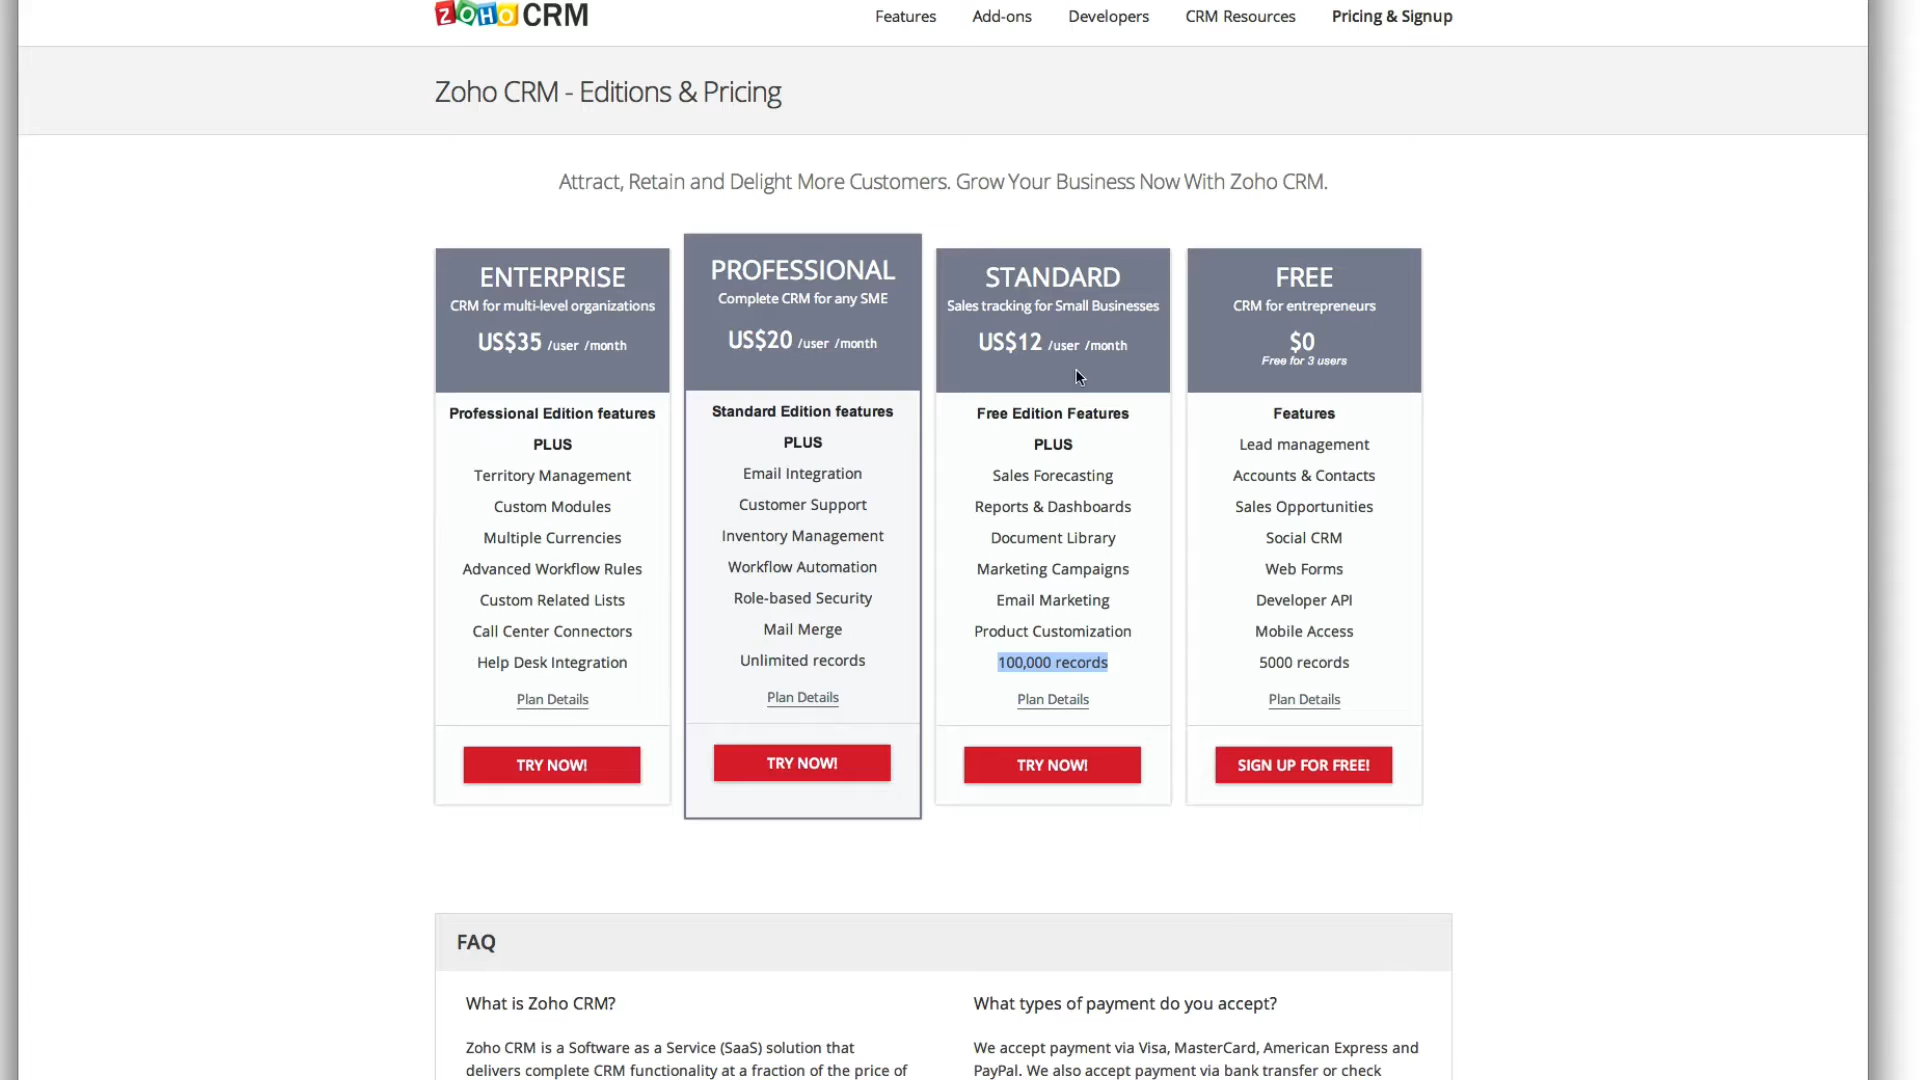 ZOHO CRM
Features
Add-ons
Developers
CRM Resources
Pricing & Signup
Zoho CRM - Editions & Pricing
Attract, Retain and Delight More Customers. Grow Your Business Now With Zoho CRM.
ENTERPRISE
CRM for multi-level organizations
US$35 /user /month
Professional Edition features
PLUS
Territory Management
Custom Modules
Multiple Currencies
Advanced Workflow Rules
Custom Related Lists
Call Center Connectors
Help Desk Integration
Plan Details
TRY NOW!
PROFESSIONAL
Complete CRM for any SME
US$20 /user /month
Standard Edition features
PLUS
Email Integration
Customer Support
Inventory Management
Workflow Automation
Role-based Security
Mail Merge
Unlimited records
Plan Details
TRY NOW!
STANDARD
Sales tracking for Small Businesses
US$12 /user /month
Free Edition Features
PLUS
Sales Forecasting
Reports & Dashboards
Document Library
Marketing Campaigns
Email Marketing
Product Customization
100,000 records
Plan Details
TRY NOW!
FREE
CRM for entrepreneurs
$0
Free for 3 users
Features
Lead management
Accounts & Contacts
Sales Opportunities
Social CRM
Web Forms
Developer API
Mobile Access
5000 records
Plan Details
SIGN UP FOR FREE!
FAQ
What is Zoho CRM?
Zoho CRM is a Software as a Service (SaaS) solution that
delivers complete CRM functionality at a fraction of the price of
What types of payment do you accept?
We accept payment via Visa, MasterCard, American Express and
PayPal. We also accept payment via bank transfer or check